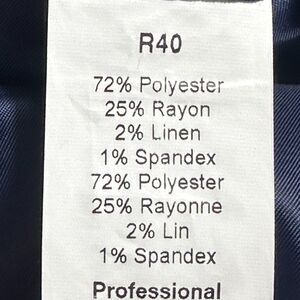 R40
72% Polyester
25% Rayon
2% Linen
1% Spandex
72% Polyester
25% Rayonne
2% Lin
1% Spandex
Professional